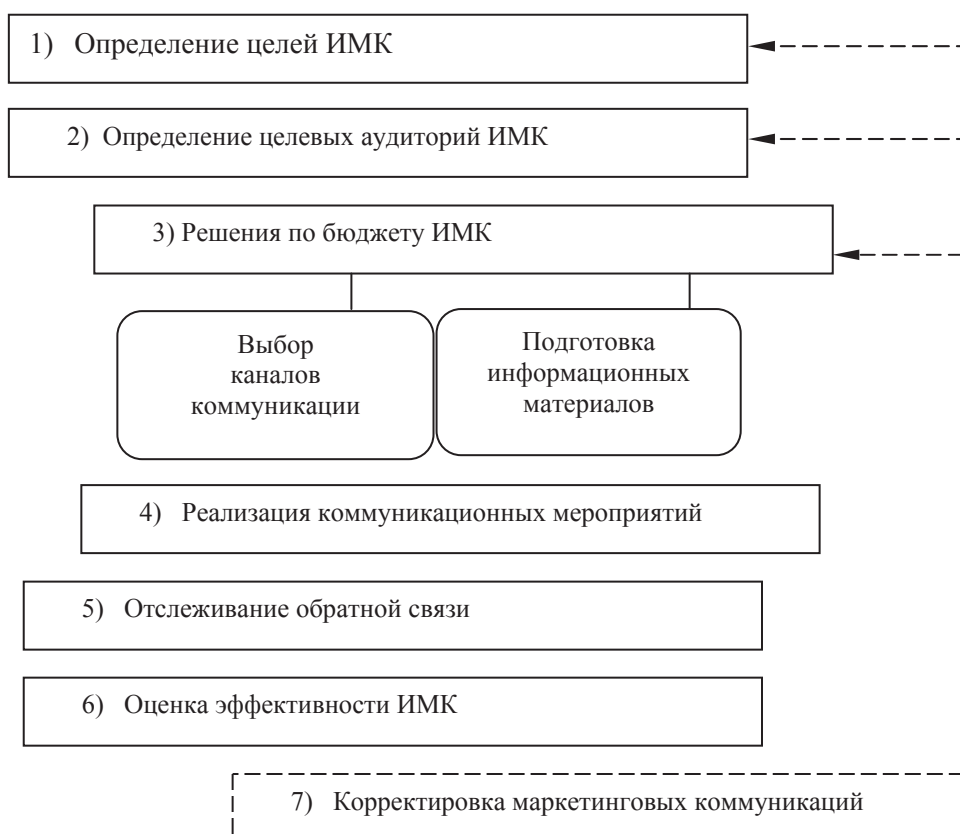 1) Определение целей ИМК
2) Определение целевых аудиторий ИМК
3) Решения по бюджету ИМК
Выбор
каналов
коммуникации
Подготовка
информационных
материалов
4) Реализация коммуникационных мероприятий
5) Отслеживание обратной связи
6) Оценка эффективности ИМК
7) Корректировка маркетинговых коммуникаций